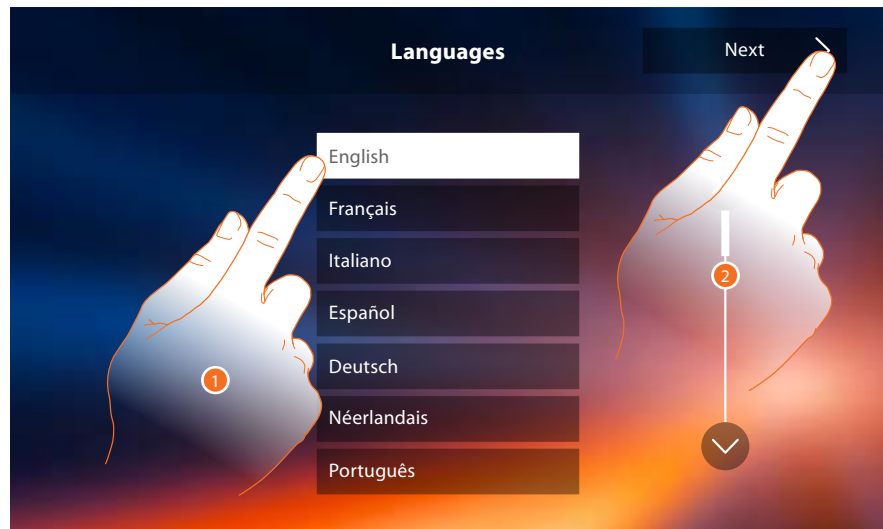 Languages
Next
English
Français
Italiano
Español
Deutsch
Néerlandais
Português
1
2